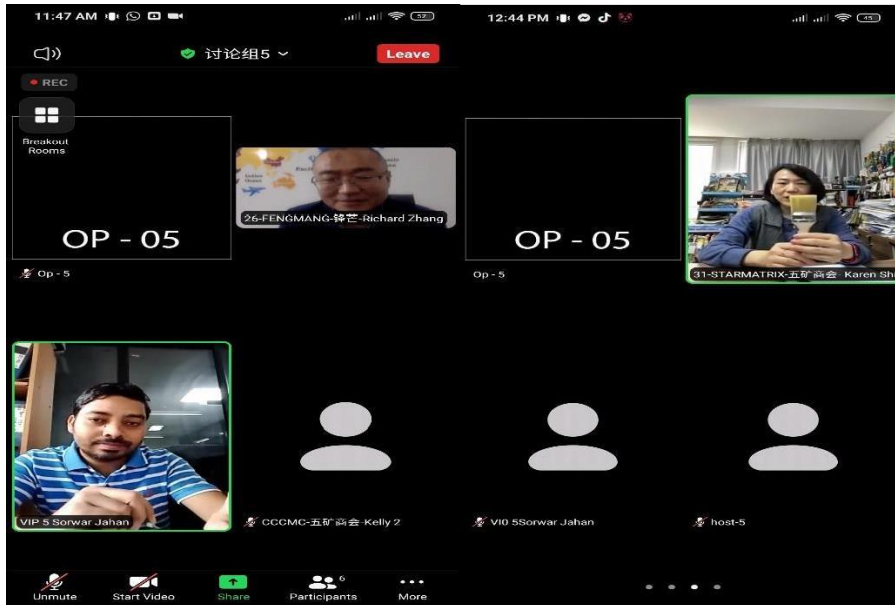 11:47 AM
52
讨论组5
Leave
REC
Breakout
Rooms
OP - 05
Op - 5
26-FENGMANG-锋芒-Richard Zhang
VIP 5 Sorwar Jahan
CCCMC-五矿商会-Kelly 2
Unmute
Start Video
Share
6
Participants
More
12:44 PM
45
OP - 05
Op - 5
31-STARMATRIX-五矿商会- Karen Shi
VI0 5Sorwar Jahan
host-5